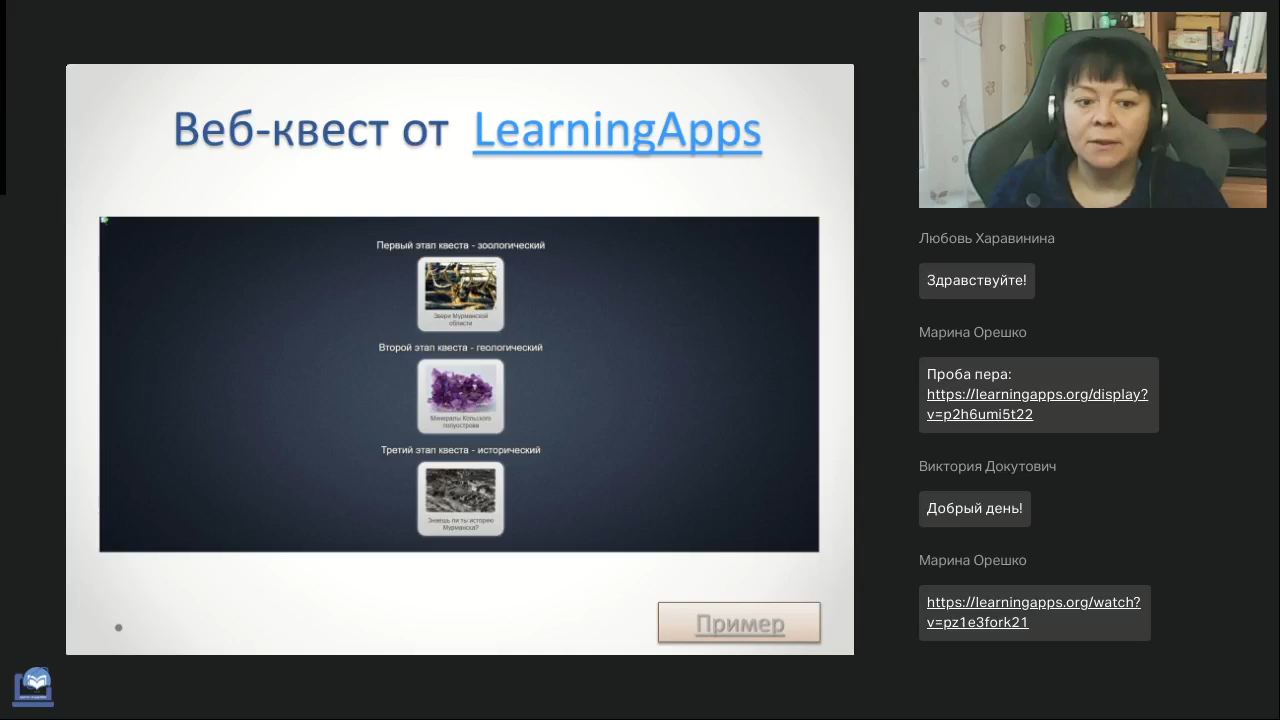 Веб-квест от LearningApps
Первый этап квеста - зоологический
Звери Мурманской
области
Второй этап квеста - геологический
Минералы Кольского
полуострова
Третий этап квеста - исторический
Знаешь ли ты историю
Мурманска?
Пример
Любовь Харавинина
Здравствуйте!
Марина Орешко
Проба пера:
https://learningapps.org/display?
v=p2h6umi5t22
Виктория Докутович
Добрый день!
Марина Орешко
https://learningapps.org/watch?
v=pz1e3fork21